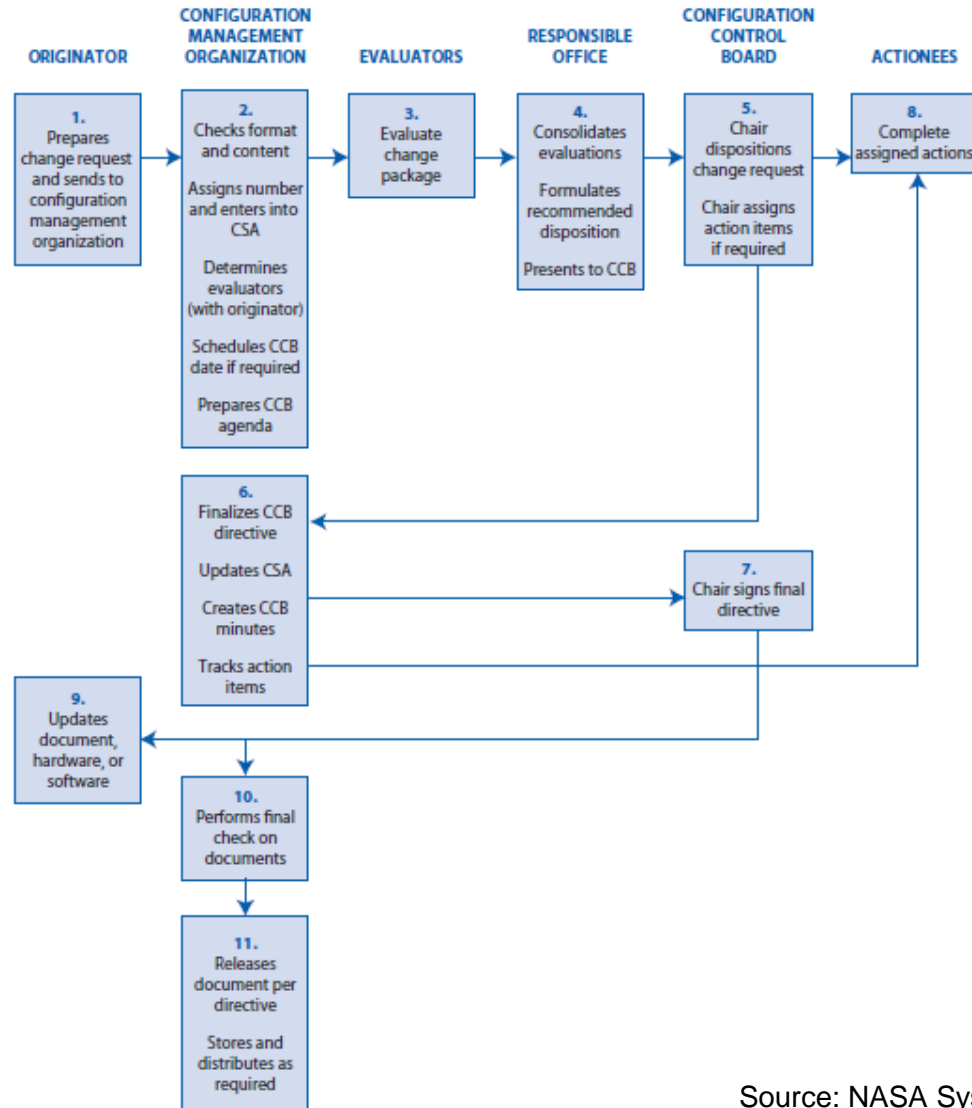 ORIGINATOR
CONFIGURATION
MANAGEMENT
ORGANIZATION
EVALUATORS
RESPONSIBLE
OFFICE
CONFIGURATION
CONTROL
BOARD
ACTIONEES
1.
Prepares
change request
and sends to
configuration
management
organization
2.
Checks format
and content
Assigns number
and enters into
CSA
Determines
evaluators
(with originator)
Schedules CCB
date if required
Prepares CCB
agenda
3.
Evaluate
change
package
4.
Consolidates
evaluations
Formulates
recommended
disposition
Presents to CCB
5.
Chair
dispositions
change request
Chair assigns
action items
if required
8.
Complete
assigned actions
6.
Finalizes CCB
directive
Updates CSA
Creates CCB
minutes
Tracks action
items
7.
Chair signs final
directive
9.
Updates
document,
hardware, or
software
10.
Performs final
check on
documents
11.
Releases
document per
directive
Stores and
distributes as
required
Source: NASA Sys